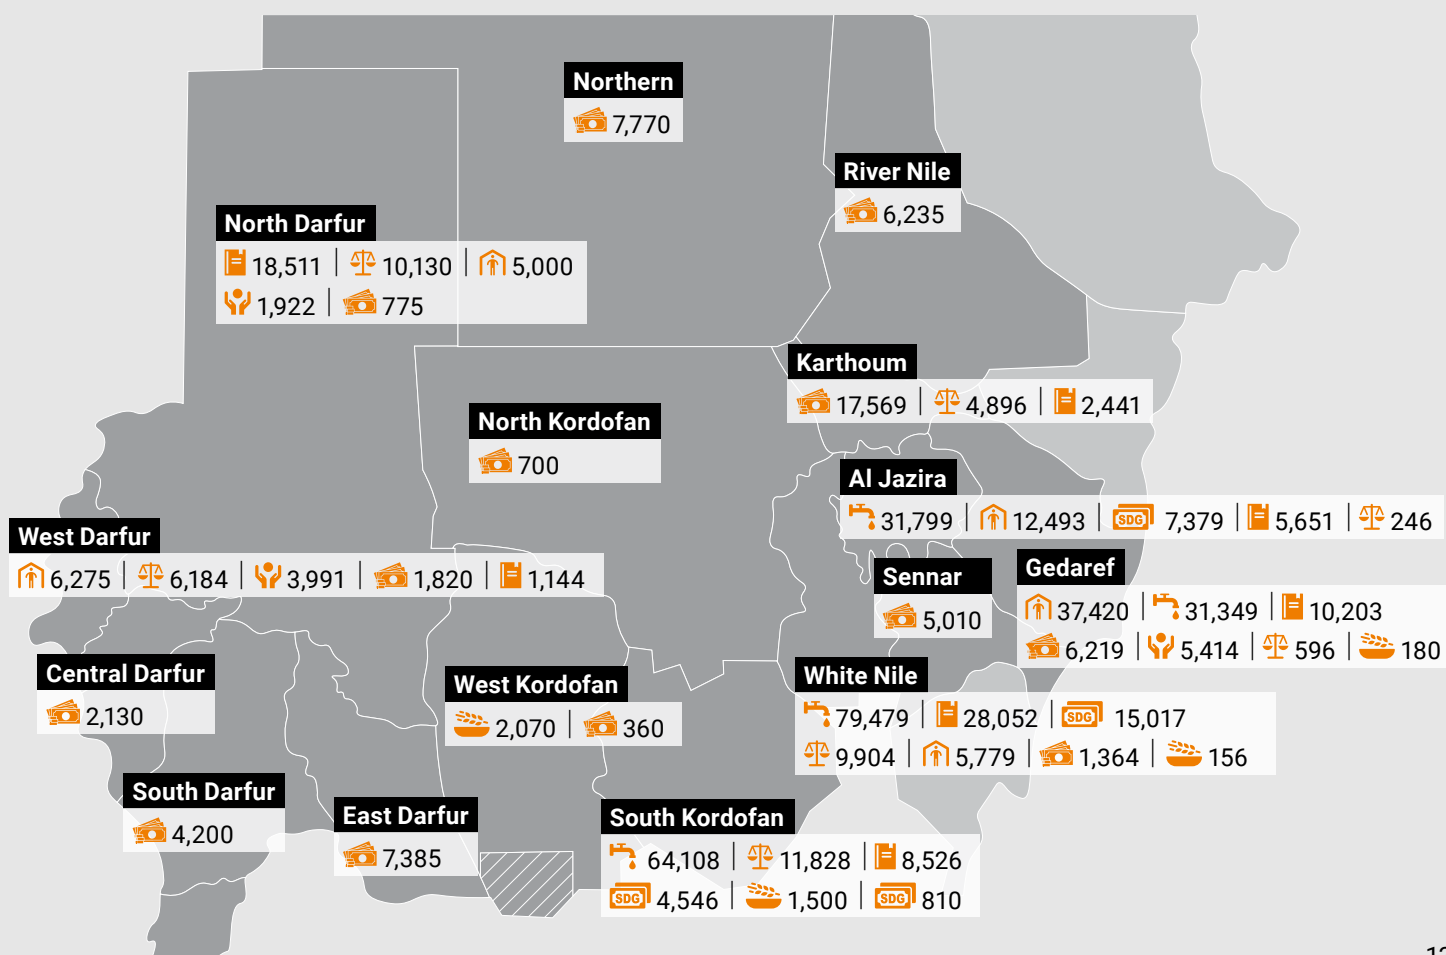 Northern
7,770
River Nile
6,235
North Darfur
18,511 | 10,130 | 5,000
1,922 | 775
Karthoum
17,569 | 4,896 | 2,441
North Kordofan
700
Al Jazira
31,799 | 12,493 | SDG 7,379 | 5,651 | 246
West Darfur
6,275 | 6,184 | 3,991 | 1,820 | 1,144
Sennar
5,010
Gedaref
37,420 | 31,349 | 10,203
6,219 | 5,414 | 596 | 180
Central Darfur
2,130
West Kordofan
2,070 | 360
White Nile
79,479 | 28,052 | SDG 15,017
9,904 | 5,779 | 1,364 | 156
South Darfur
4,200
East Darfur
7,385
South Kordofan
64,108 | 11,828 | 8,526
SDG 4,546 | 1,500 | SDG 810